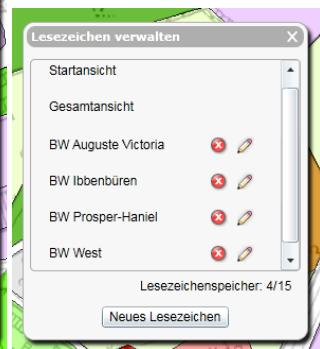 Lesezeichen verwalten
Startansicht
Gesamtansicht
BW Auguste Victoria
BW Ibbenbüren
BW Prosper-Haniel
BW West
Lesezeichenspeicher: 4/15
Neues Lesezeichen